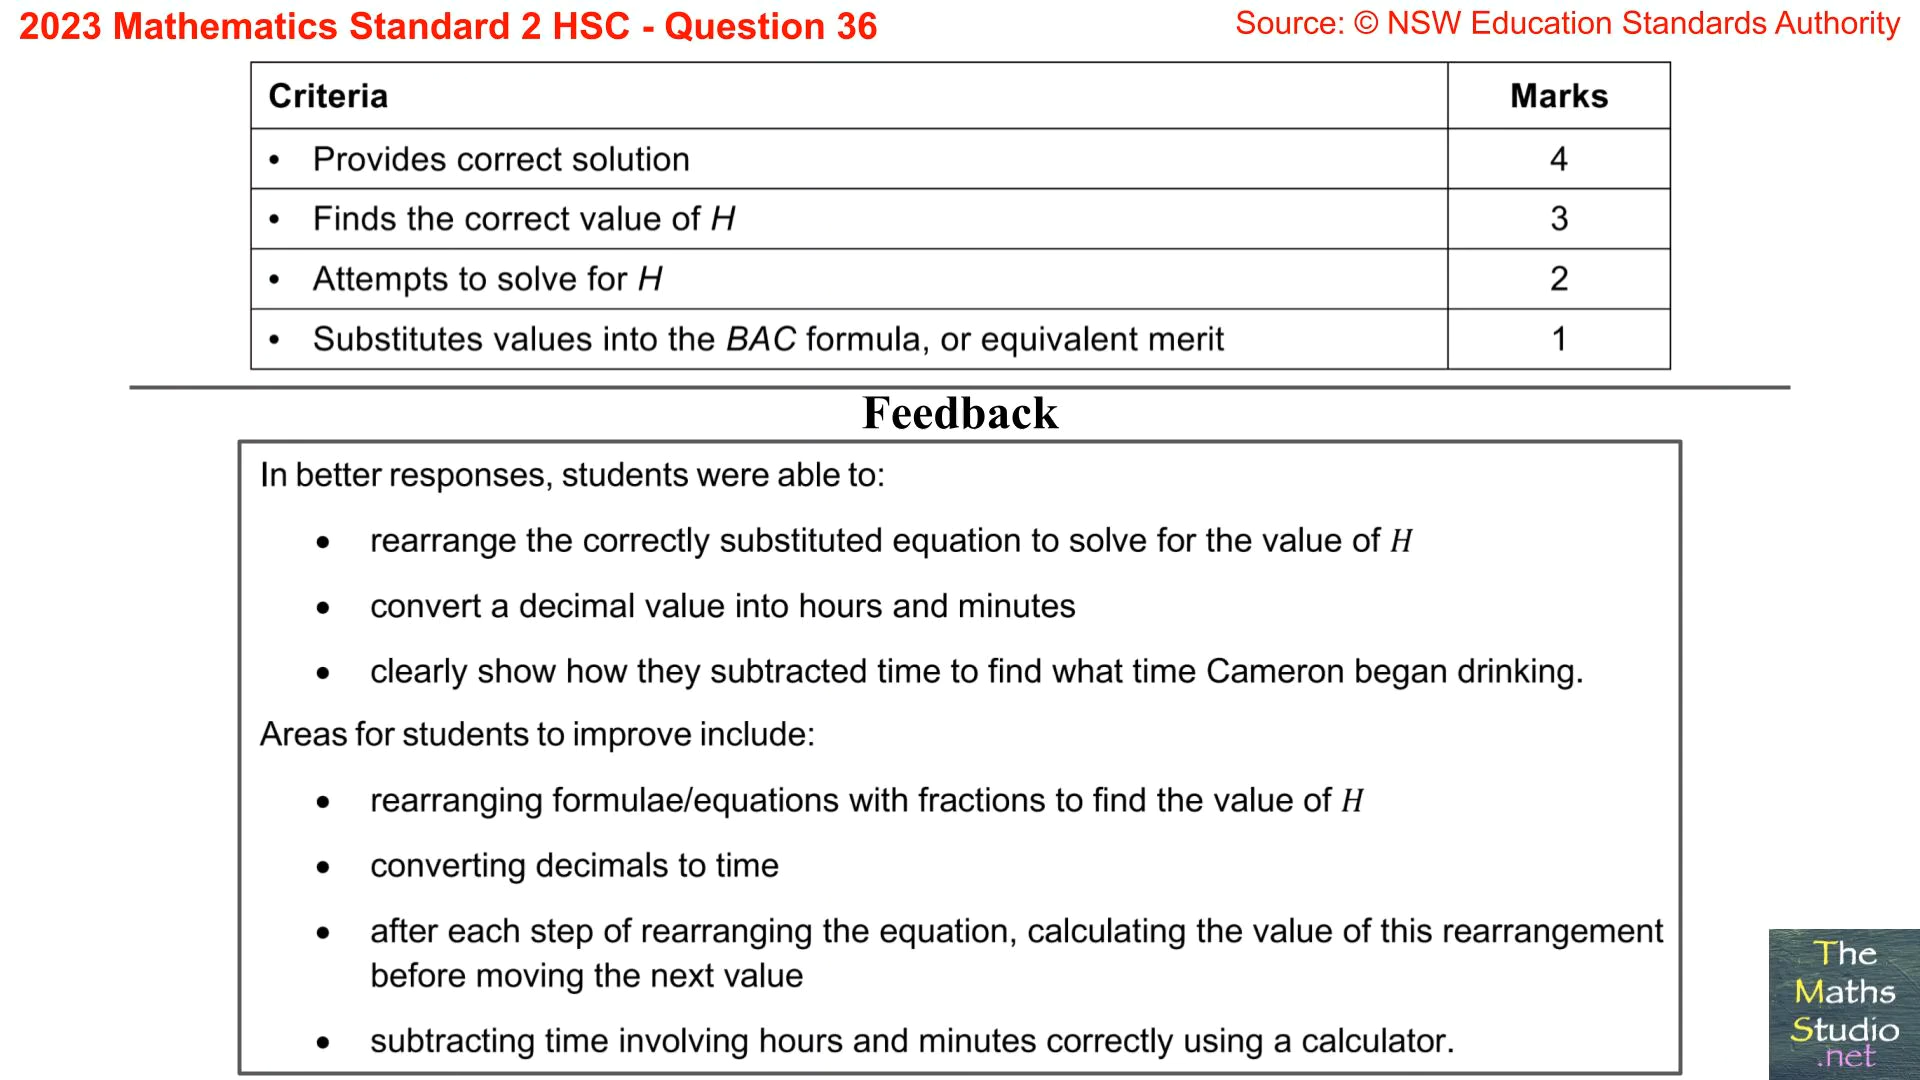 2023 Mathematics Standard 2 HSC - Question 36
Source: © NSW Education Standards Authority
Criteria Marks
• Provides correct solution 4
• Finds the correct value of H 3
• Attempts to solve for H 2
• Substitutes values into the BAC formula, or equivalent merit 1
Feedback
In better responses, students were able to:
• rearrange the correctly substituted equation to solve for the value of H
• convert a decimal value into hours and minutes
• clearly show how they subtracted time to find what time Cameron began drinking.
Areas for students to improve include:
• rearranging formulae/equations with fractions to find the value of H
• converting decimals to time
• after each step of rearranging the equation, calculating the value of this rearrangement
before moving the next value
• subtracting time involving hours and minutes correctly using a calculator.
The
Maths
Studio
.net